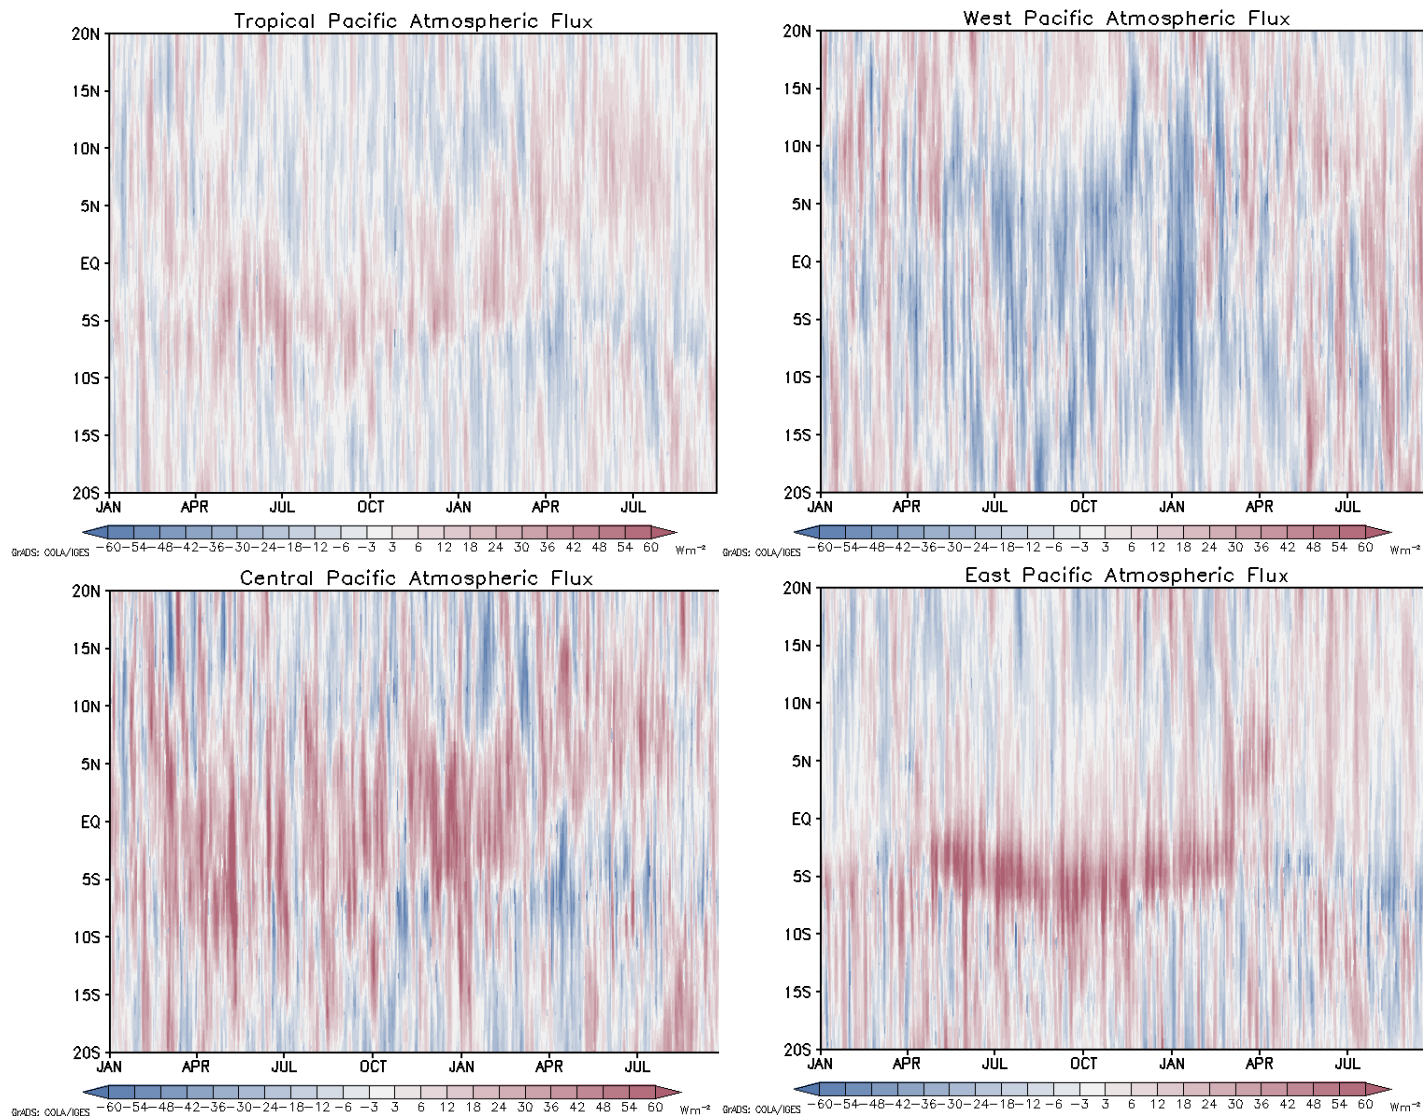 Tropical Pacific Atmospheric Flux
20N
15N
10N
5N
EQ
5S
10S
15S
20S
JAN APR JUL OCT JAN APR JUL
-60 -54 -48 -42 -36 -30 -24 -18 -12 -6 -3 3 6 12 18 24 30 36 42 48 54 60
GrADS: COLA/IGES
Wm⁻²
West Pacific Atmospheric Flux
20N
15N
10N
5N
EQ
5S
10S
15S
20S
JAN APR JUL OCT JAN APR JUL
-60 -54 -48 -42 -36 -30 -24 -18 -12 -6 -3 3 6 12 18 24 30 36 42 48 54 60
GrADS: COLA/IGES
Wm⁻²
Central Pacific Atmospheric Flux
20N
15N
10N
5N
EQ
5S
10S
15S
20S
JAN APR JUL OCT JAN APR JUL
-60 -54 -48 -42 -36 -30 -24 -18 -12 -6 -3 3 6 12 18 24 30 36 42 48 54 60
GrADS: COLA/IGES
Wm⁻²
East Pacific Atmospheric Flux
20N
15N
10N
5N
EQ
5S
10S
15S
20S
JAN APR JUL OCT JAN APR JUL
-60 -54 -48 -42 -36 -30 -24 -18 -12 -6 -3 3 6 12 18 24 30 36 42 48 54 60
GrADS: COLA/IGES
Wm⁻²